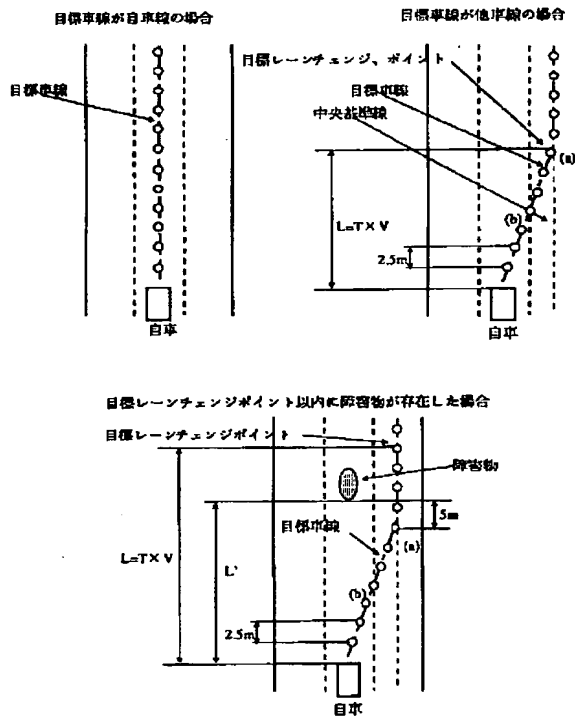 目標車線が自車線の場合
目標車線
自車
目標車線が他車線の場合
目標レーンチェンジ、ポイント
目標車線
中央基準線
(a)
(b)
L=T×V
2.5m
自車
目標レーンチェンジポイント以内に障害物が存在した場合
目標レーンチェンジポイント
障害物
5m
目標車線
(a)
L=T×V
L'
(b)
2.5m
自車